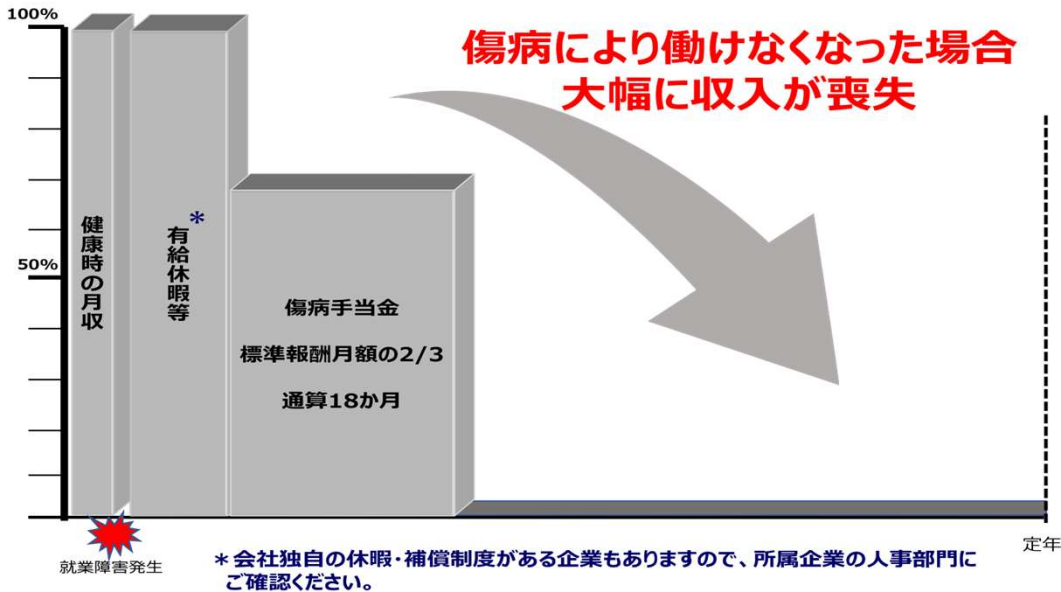 100%
傷病により働けなくなった場合
大幅に収入が喪失
健康時の月収
*
有給休暇等
50%
傷病手当金
標準報酬月額の2/3
通算18か月
就業障害発生
定年
*会社独自の休暇・補償制度がある企業もありますので、所属企業の人事部門に
ご確認ください。